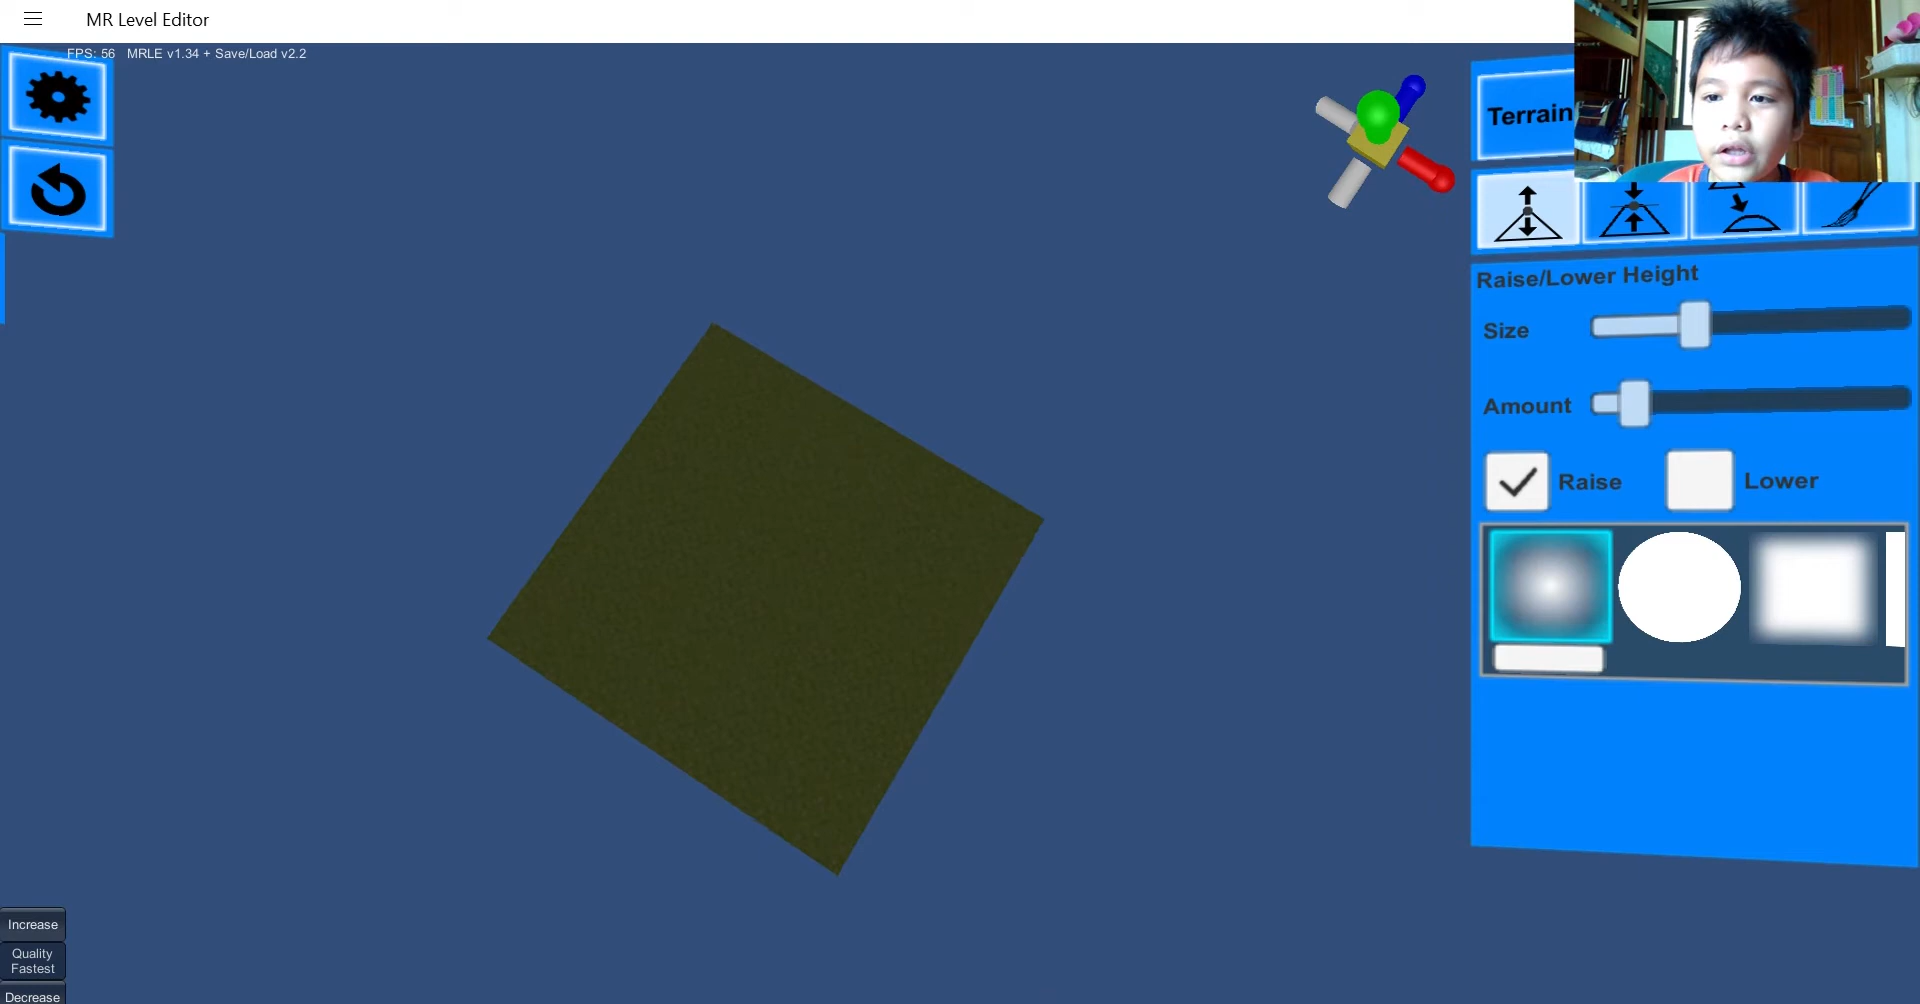 MR Level Editor
FPS: 56 MRLE v1.34 + Save/Load v2.2
Terrain
Raise/Lower Height
Size
Amount
Raise
Lower
Increase
Quality
Fastest
Decrease